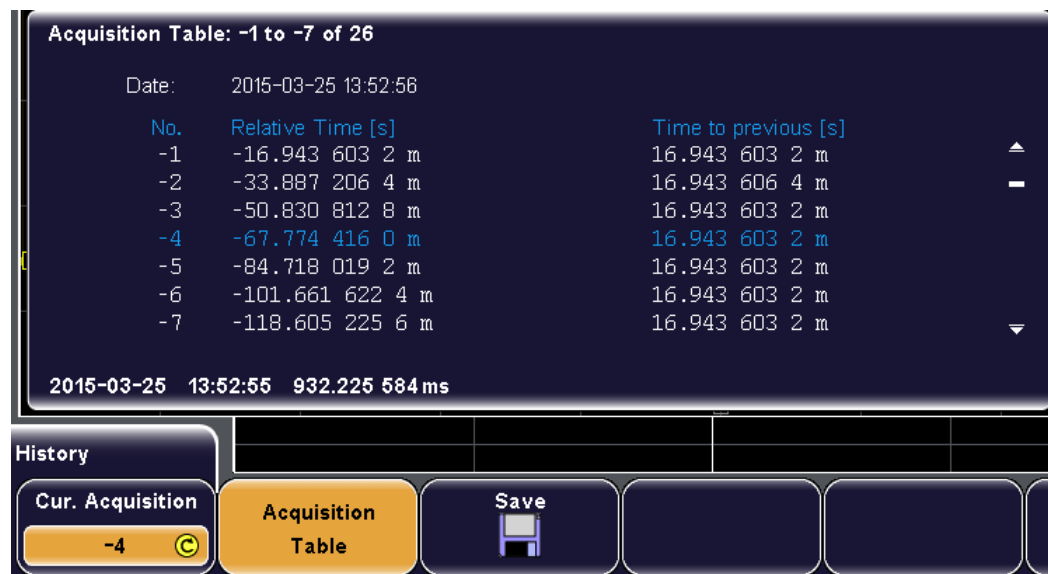 Acquisition Table: -1 to -7 of 26
Date: 2015-03-25 13:52:56
No. Relative Time [s] Time to previous [s]
-1 -16.943 603 2 m 16.943 603 2 m
-2 -33.887 206 4 m 16.943 606 4 m
-3 -50.830 812 8 m 16.943 603 2 m
-4 -67.774 416 0 m 16.943 603 2 m
-5 -84.718 019 2 m 16.943 603 2 m
-6 -101.661 622 4 m 16.943 603 2 m
-7 -118.605 225 6 m 16.943 603 2 m
2015-03-25 13:52:55 932.225 584 ms
History
Cur. Acquisition
-4 C
Acquisition
Table
Save